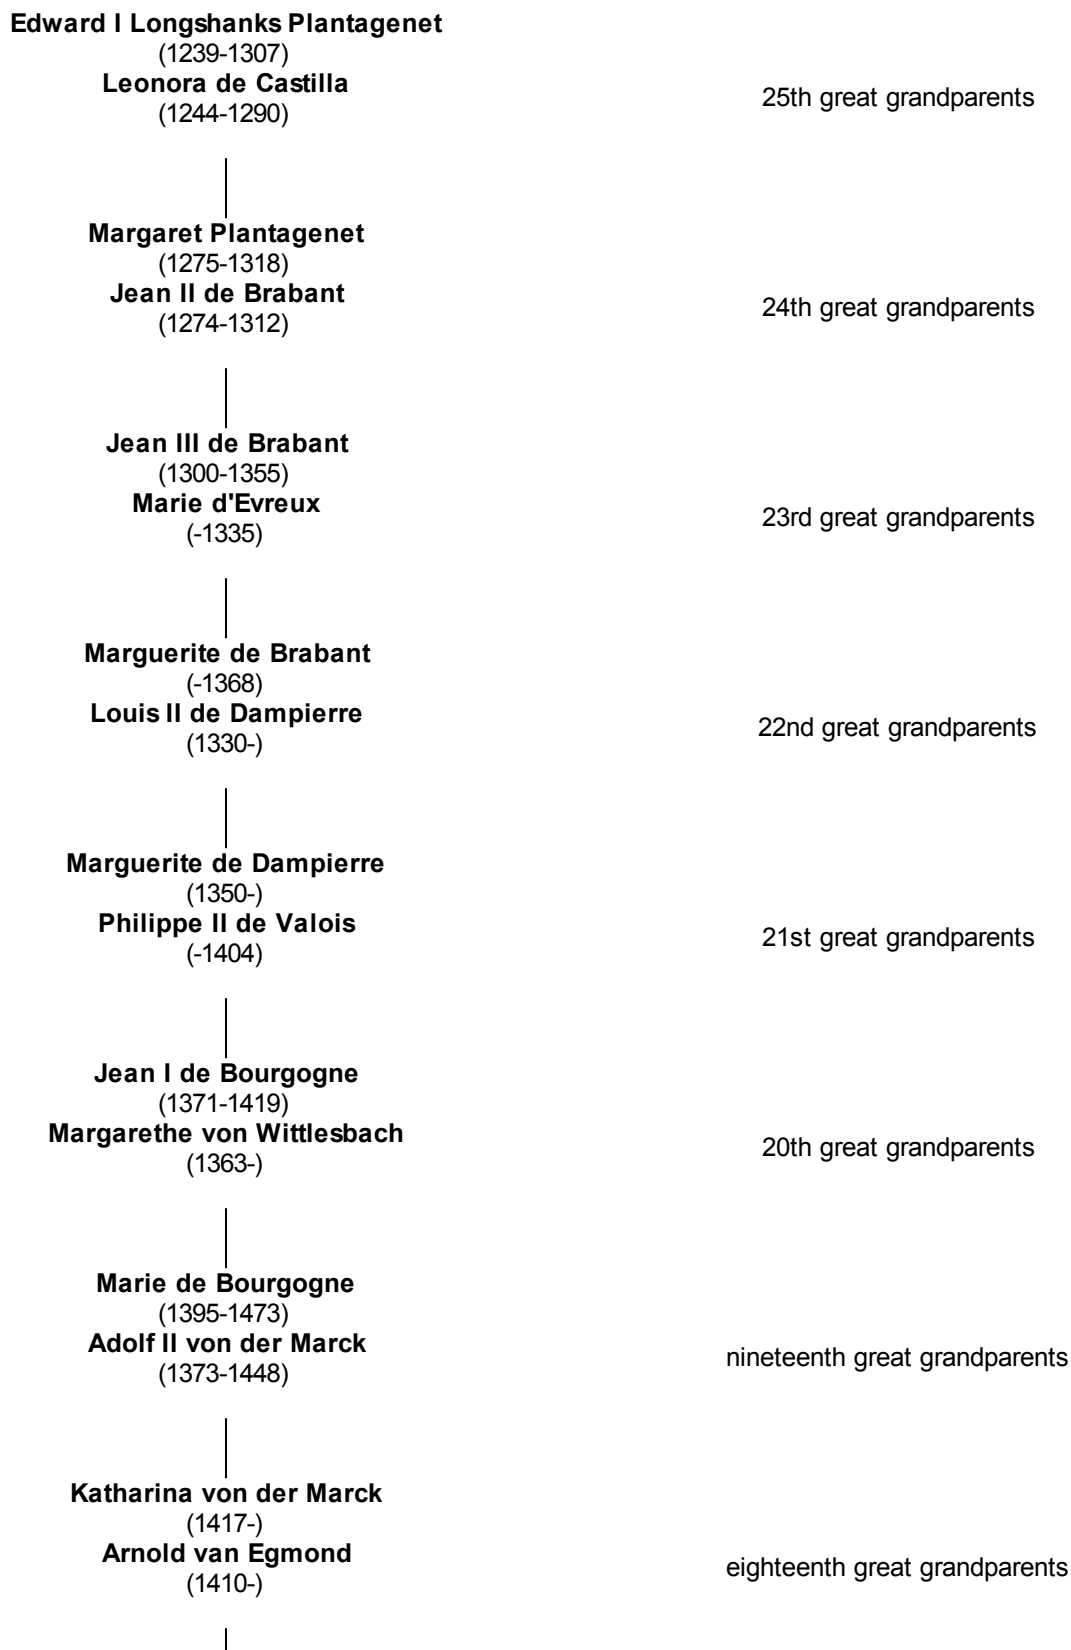 Edward I Longshanks Plantagenet
(1239-1307)
Leonora de Castilla
(1244-1290)
25th great grandparents
Margaret Plantagenet
(1275-1318)
Jean II de Brabant
(1274-1312)
24th great grandparents
Jean III de Brabant
(1300-1355)
Marie d'Evreux
(-1335)
23rd great grandparents
Marguerite de Brabant
(-1368)
Louis II de Dampierre
(1330-)
22nd great grandparents
Marguerite de Dampierre
(1350-)
Philippe II de Valois
(-1404)
21st great grandparents
Jean I de Bourgogne
(1371-1419)
Margarethe von Wittlesbach
(1363-)
20th great grandparents
Marie de Bourgogne
(1395-1473)
Adolf II von der Marck
(1373-1448)
nineteenth great grandparents
Katharina von der Marck
(1417-)
Arnold van Egmond
(1410-)
eighteenth great grandparents